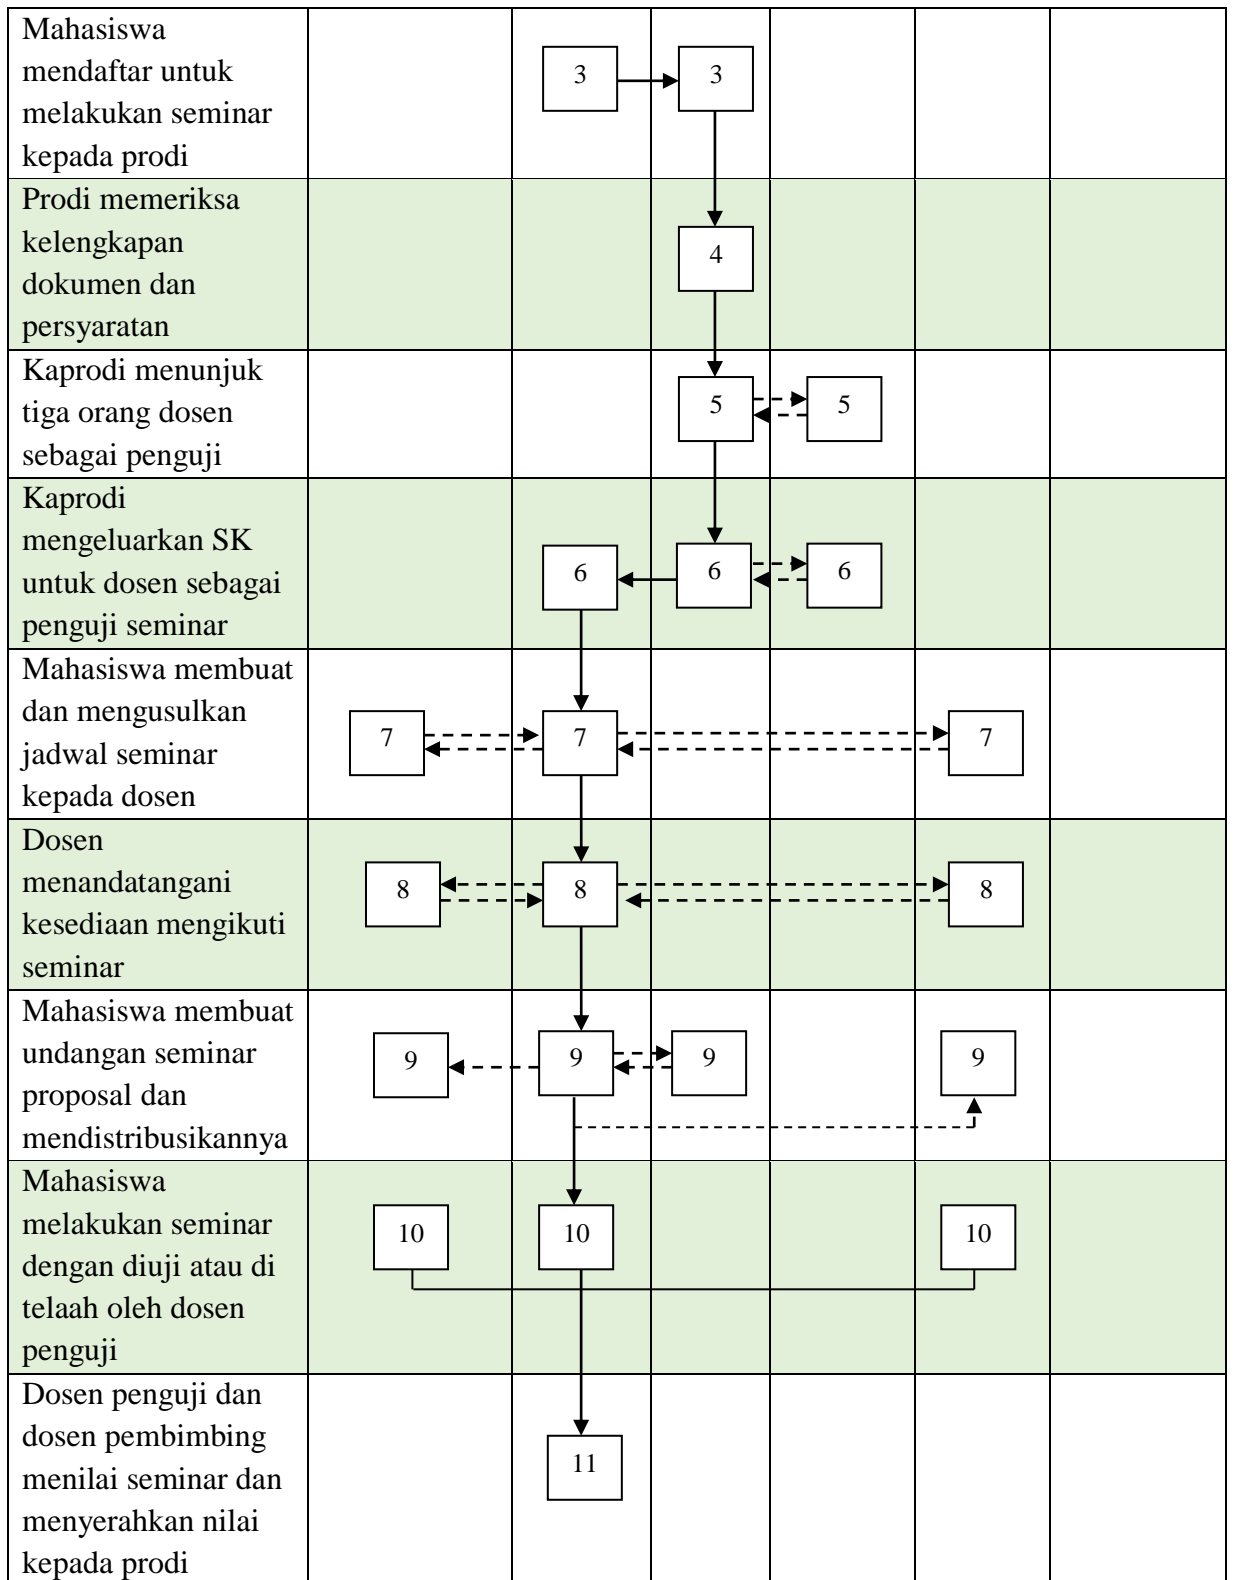 Mahasiswa
mendaftar untuk
melakukan seminar
kepada prodi
3 3
Prodi memeriksa
kelengkapan
dokumen dan
persyaratan
4
Kaprodi menunjuk
tiga orang dosen
sebagai penguji
5 5
Kaprodi
mengeluarkan SK
untuk dosen sebagai
penguji seminar
6 6 6
Mahasiswa membuat
dan mengusulkan
jadwal seminar
kepada dosen
7 7 7
Dosen
menandatangani
kesediaan mengikuti
seminar
8 8 8
Mahasiswa membuat
undangan seminar
proposal dan
mendistribusikannya
9 9 9 9
Mahasiswa
melakukan seminar
dengan diuji atau di
telaah oleh dosen
penguji
10 10 10
Dosen penguji dan
dosen pembimbing
menilai seminar dan
menyerahkan nilai
kepada prodi
11